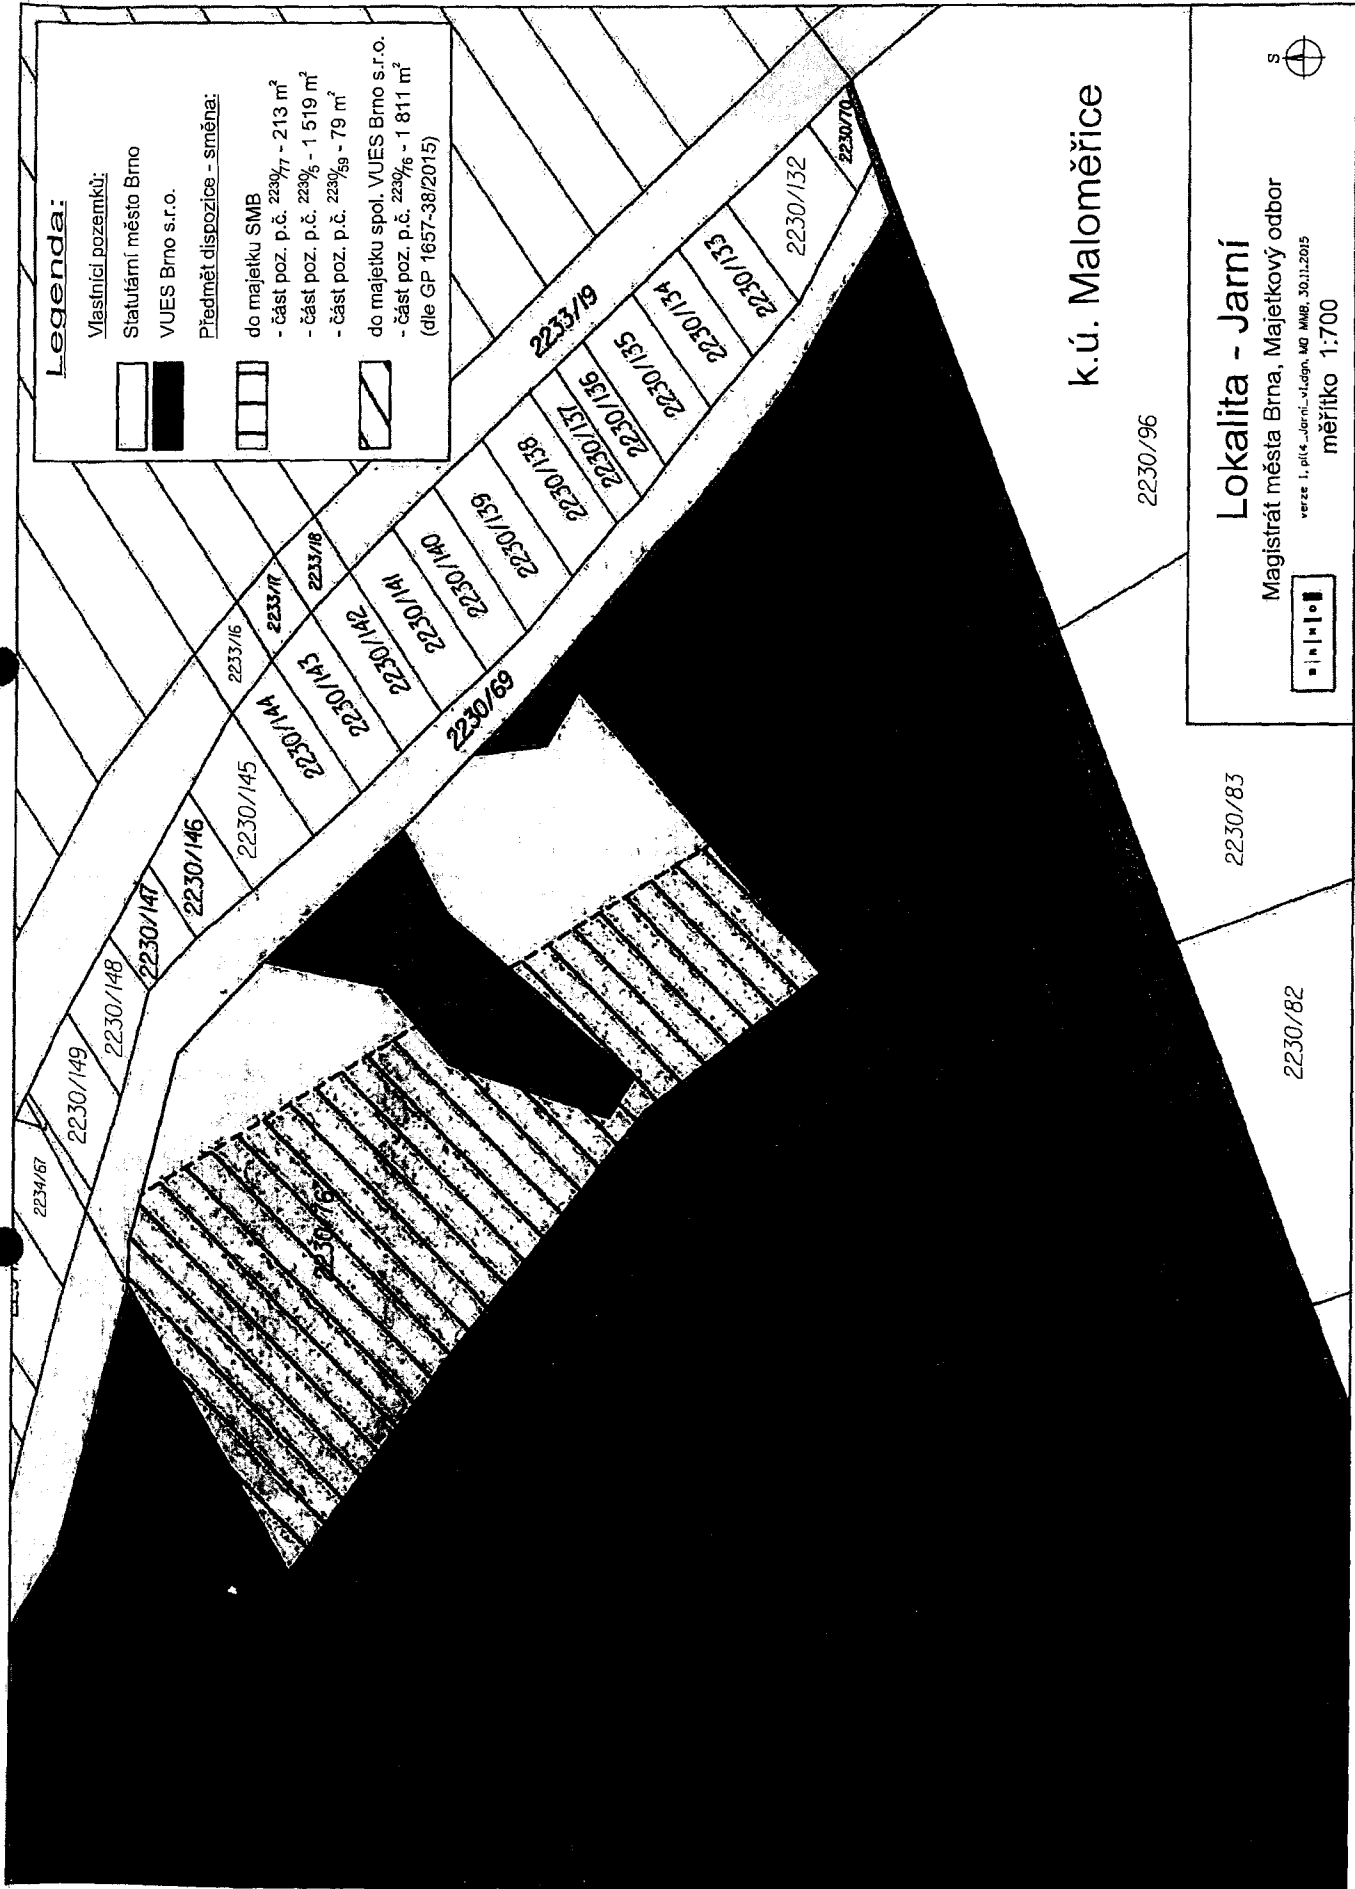 Legenda:
Vlastníci pozemků:
Statutární město Brno
VUES Brno s.r.o.
Předmět dispozice - směna:
do majetku SMB
- část poz. p.č. 2230/77 - 213 m²
- část poz. p.č. 2230/5 - 1 519 m²
- část poz. p.č. 2230/59 - 79 m²
do majetku spol. VUES Brno s.r.o.
- část poz. p.č. 2230/76 - 1 811 m²
(dle GP 1657-38/2015)
2234/67
2230/149
2230/148
2230/147
2230/146
2230/145
2230/144
2230/143
2230/142
2230/141
2230/140
2230/139
2230/138
2230/137
2230/136
2230/135
2230/134
2230/133
2230/132
2230/70
2233/16
2233/17
2233/18
2233/19
2230/69
2230/96
2230/83
2230/82
k.ú. Maloměřice
Lokalita - Jarní
Magistrát města Brna, Majetkový odbor
MO MMB, 30.11.2015
měřítko 1:700
S